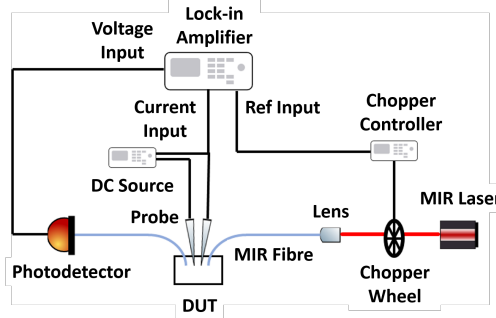 Lock-in
Amplifier
Voltage
Input
Current
Input
Ref Input
Chopper
Controller
DC Source
Probe
Lens
MIR Laser
MIR Fibre
Photodetector
Chopper
Wheel
DUT